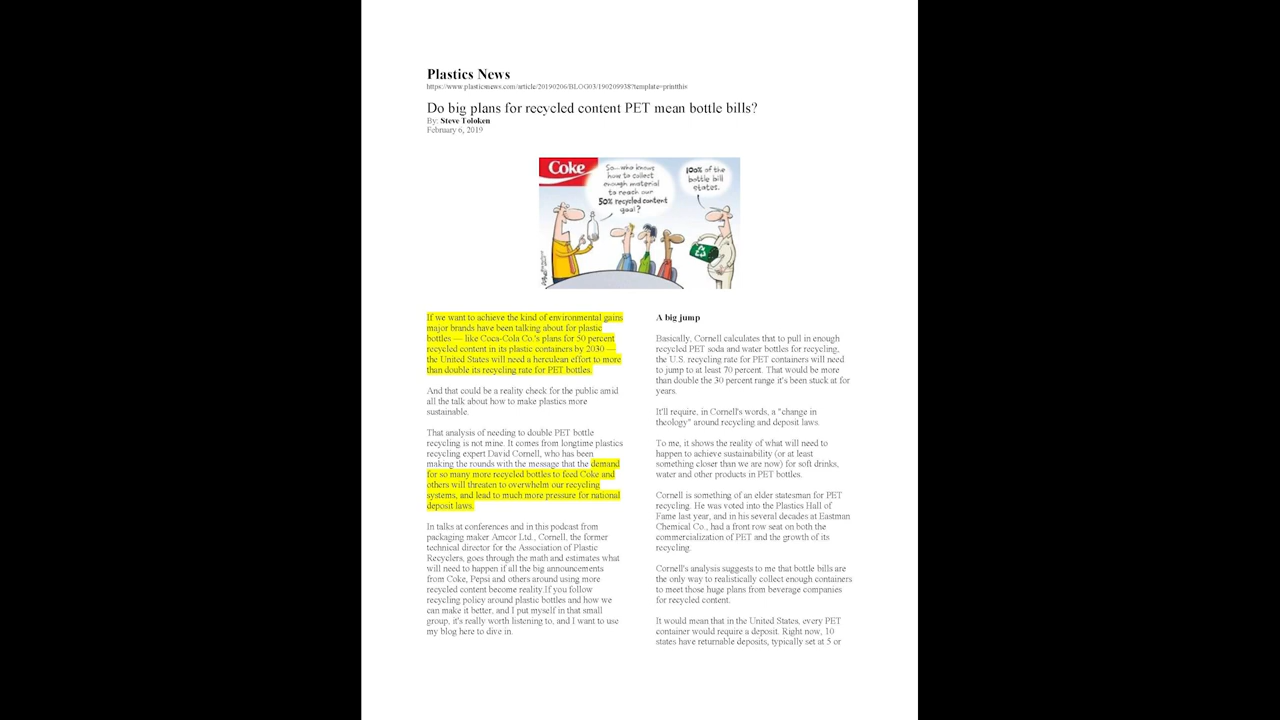 Plastics News
https://www.plasticsnews.com/article/20190206/BLOG03/190209938?template=printthis
Do big plans for recycled content PET mean bottle bills?
By: Steve Toloken
February 6, 2019
Coke
So...who knows
how to collect
enough material
to reach our
50% recycled content
goal?
100% of the
bottle bill
states.
If we want to achieve the kind of environmental gains
major brands have been talking about for plastic
bottles — like Coca-Cola Co.'s plans for 50 percent
recycled content in its plastic containers by 2030 —
the United States will need a herculean effort to more
than double its recycling rate for PET bottles.
And that could be a reality check for the public amid
all the talk about how to make plastics more
sustainable.
That analysis of needing to double PET bottle
recycling is not mine. It comes from longtime plastics
recycling expert David Cornell, who has been
making the rounds with the message that the demand
for so many more recycled bottles to feed Coke and
others will threaten to overwhelm our recycling
systems, and lead to much more pressure for national
deposit laws.
In talks at conferences and in this podcast from
packaging maker Amcor Ltd., Cornell, the former
technical director for the Association of Plastic
Recyclers, goes through the math and estimates what
will need to happen if all the big announcements
from Coke, Pepsi and others around using more
recycled content become reality.If you follow
recycling policy around plastic bottles and how we
can make it better, and I put myself in that small
group, it's really worth listening to, and I want to use
my blog here to dive in.
A big jump
Basically, Cornell calculates that to pull in enough
recycled PET soda and water bottles for recycling,
the U.S. recycling rate for PET containers will need
to jump to at least 70 percent. That would be more
than double the 30 percent range it's been stuck at for
years.
It'll require, in Cornell's words, a "change in
theology" around recycling and deposit laws.
To me, it shows the reality of what will need to
happen to achieve sustainability (or at least
something closer than we are now) for soft drinks,
water and other products in PET bottles.
Cornell is something of an elder statesman for PET
recycling. He was voted into the Plastics Hall of
Fame last year, and in his several decades at Eastman
Chemical Co., had a front row seat on both the
commercialization of PET and the growth of its
recycling.
Cornell's analysis suggests to me that bottle bills are
the only way to realistically collect enough containers
to meet those huge plans from beverage companies
for recycled content.
It would mean that in the United States, every PET
container would require a deposit. Right now, 10
states have returnable deposits, typically set at 5 or